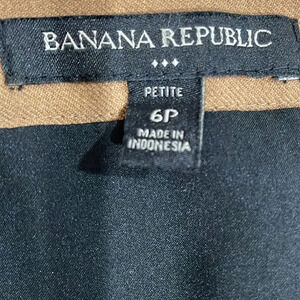 BANANA REPUBLIC
PETITE
6P
MADE IN
INDONESIA